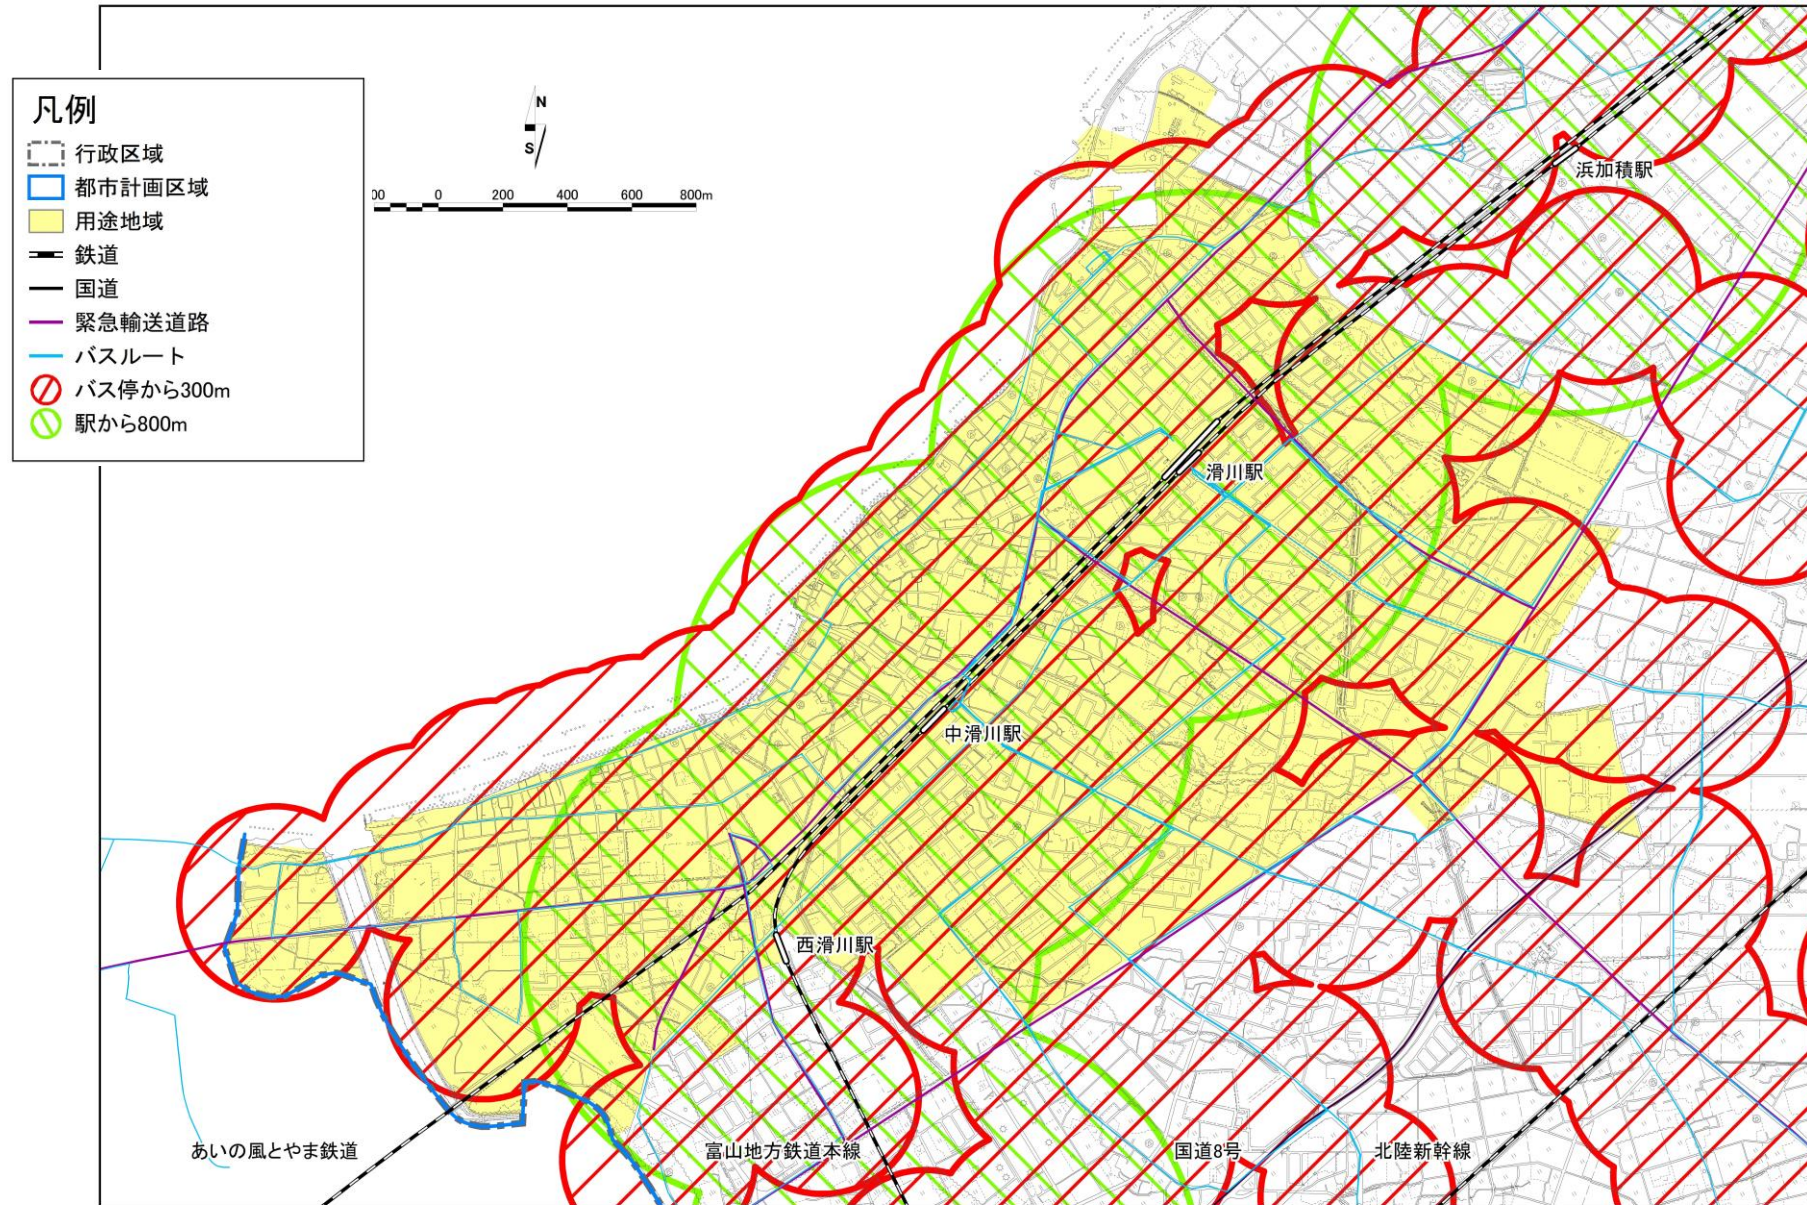 凡例
行政区域
都市計画区域
用途地域
鉄道
国道
緊急輸送道路
バスルート
バス停から300m
駅から800m
N
S
00 0 200 400 600 800m
浜加積駅
滑川駅
中滑川駅
西滑川駅
あいの風とやま鉄道
富山地方鉄道本線
国道8号
北陸新幹線